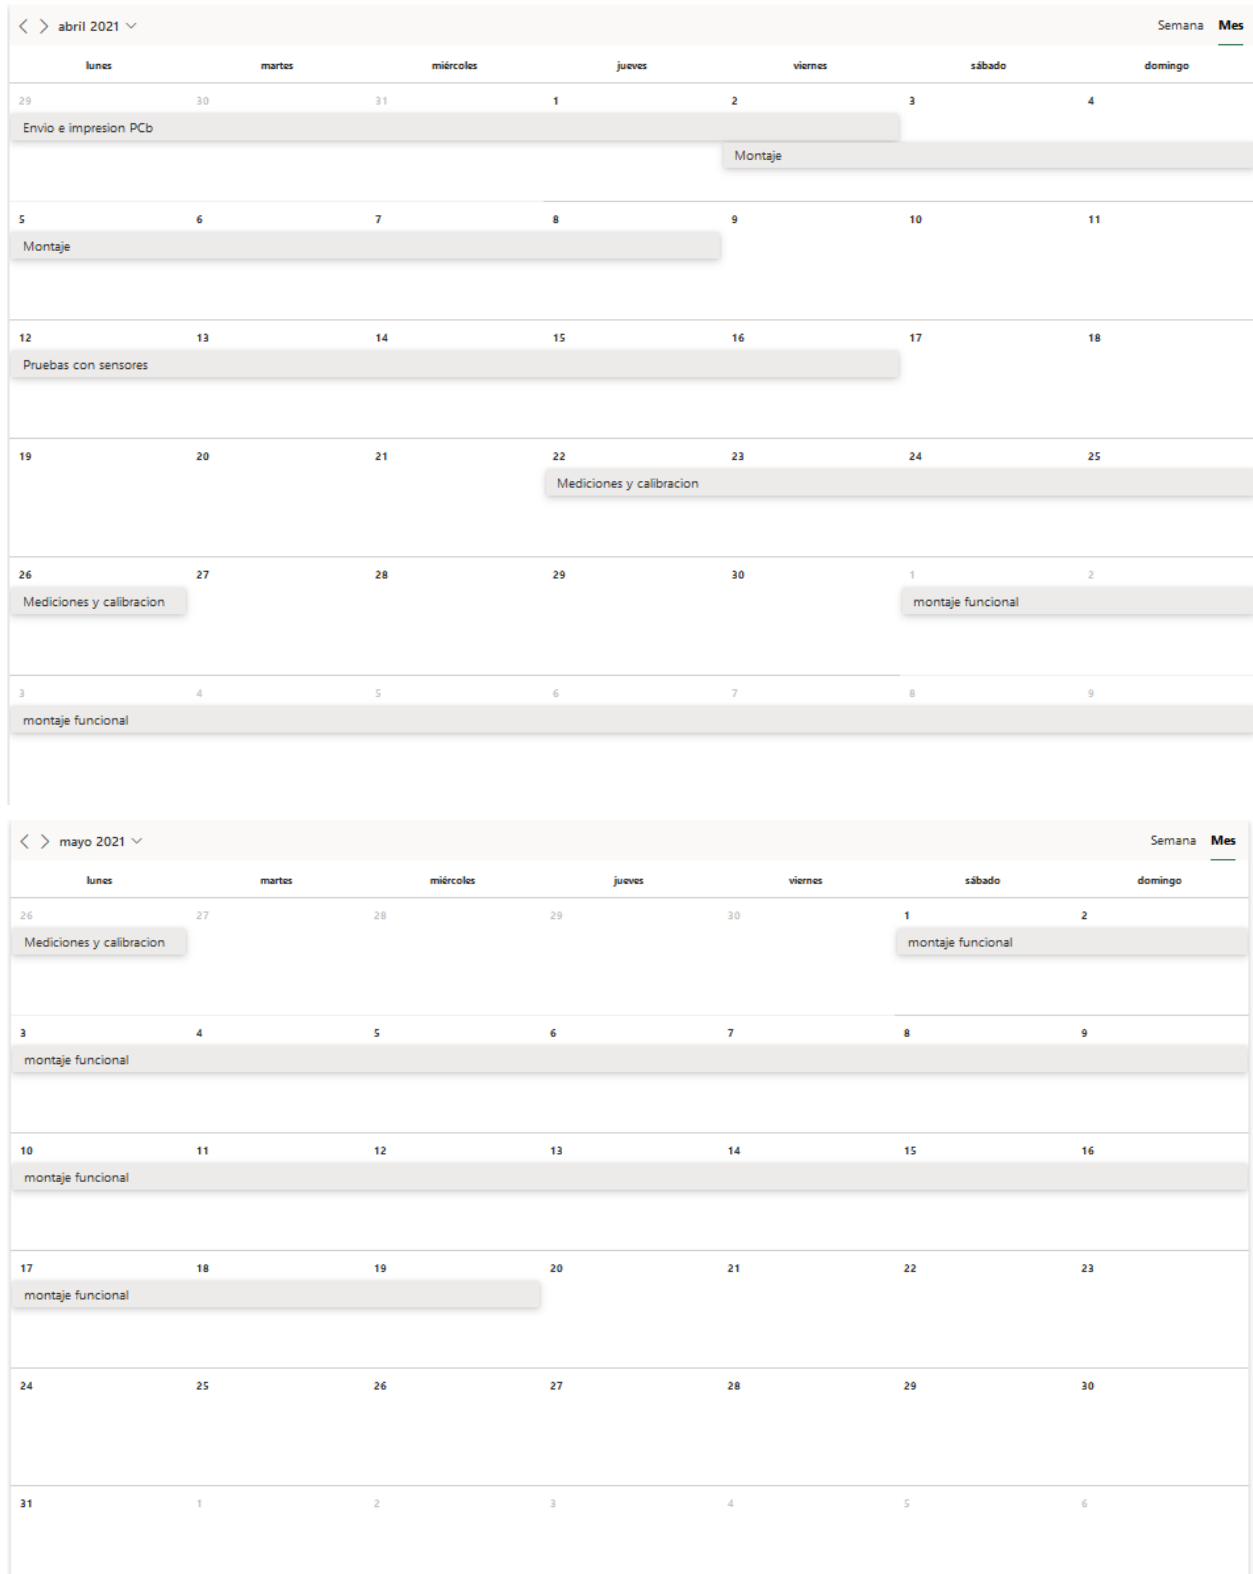 abril 2021 Semana Mes
lunes martes miércoles jueves viernes sábado domingo
29 30 31 1 2 3 4
Envio e impresion PCb
Montaje
5 6 7 8 9 10 11
Montaje
12 13 14 15 16 17 18
Pruebas con sensores
19 20 21 22 23 24 25
Mediciones y calibracion
26 27 28 29 30 1 2
Mediciones y calibracion montaje funcional
3 4 5 6 7 8 9
montaje funcional
mayo 2021 Semana Mes
lunes martes miércoles jueves viernes sábado domingo
26 27 28 29 30 1 2
Mediciones y calibracion montaje funcional
3 4 5 6 7 8 9
montaje funcional
10 11 12 13 14 15 16
montaje funcional
17 18 19 20 21 22 23
montaje funcional
24 25 26 27 28 29 30
31 1 2 3 4 5 6